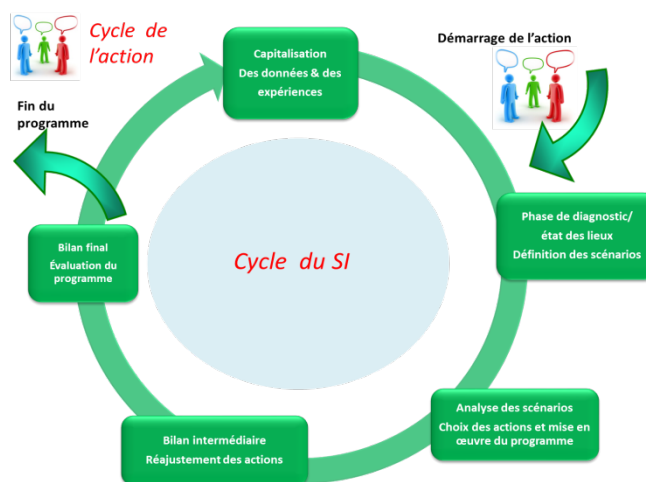 Cycle de
l'action
Capitalisation
Des données & des
expériences
Démarrage de l'action
Fin du
programme
Phase de diagnostic/
état des lieux
Définition des scénarios
Bilan final
Évaluation du
programme
Cycle du SI
Analyse des scénarios
Choix des actions et mise en
œuvre du programme
Bilan intermédiaire
Réajustement des actions